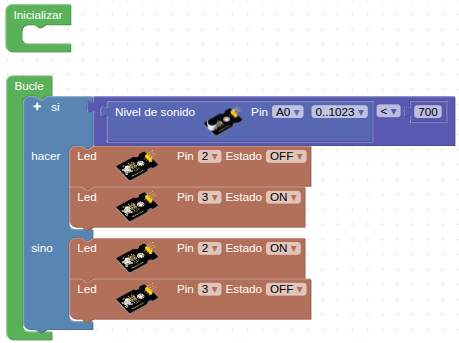 Inicializar
Bucle
+ si Nivel de sonido Pin A0 0..1023 < 700
hacer Led Pin 2 Estado OFF
Led Pin 3 Estado ON
sino Led Pin 2 Estado ON
Led Pin 3 Estado OFF